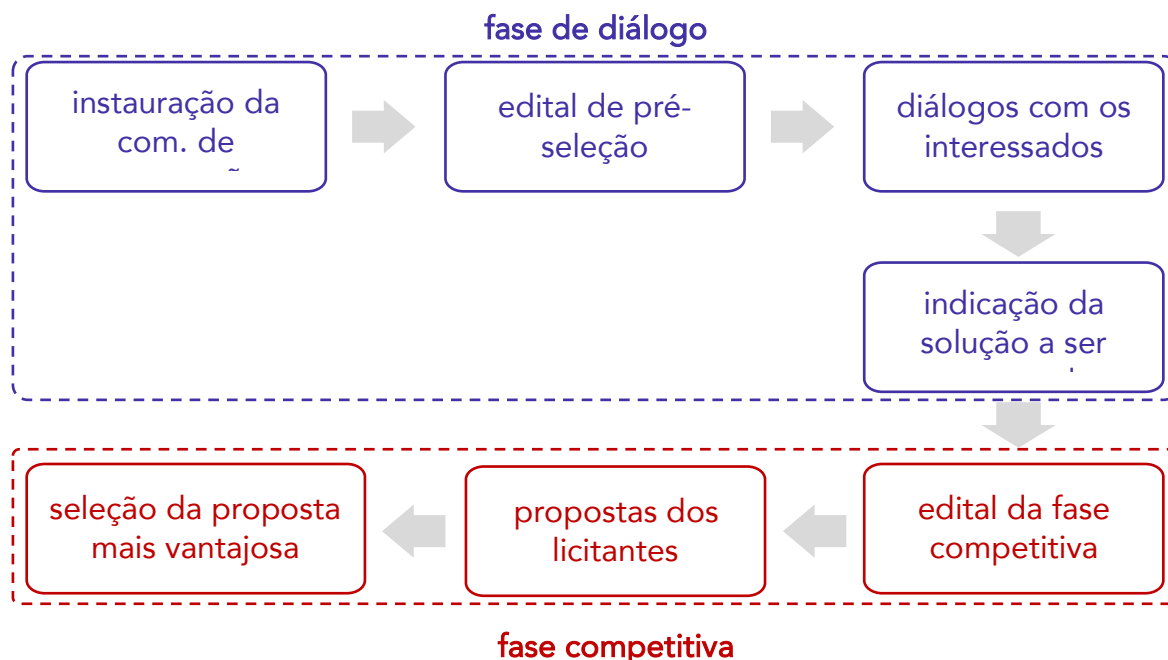 fase de diálogo
instauração da
com. de
edital de pré-
seleção
diálogos com os
interessados
indicação da
solução a ser
edital da fase
competitiva
propostas dos
licitantes
seleção da proposta
mais vantajosa
fase competitiva